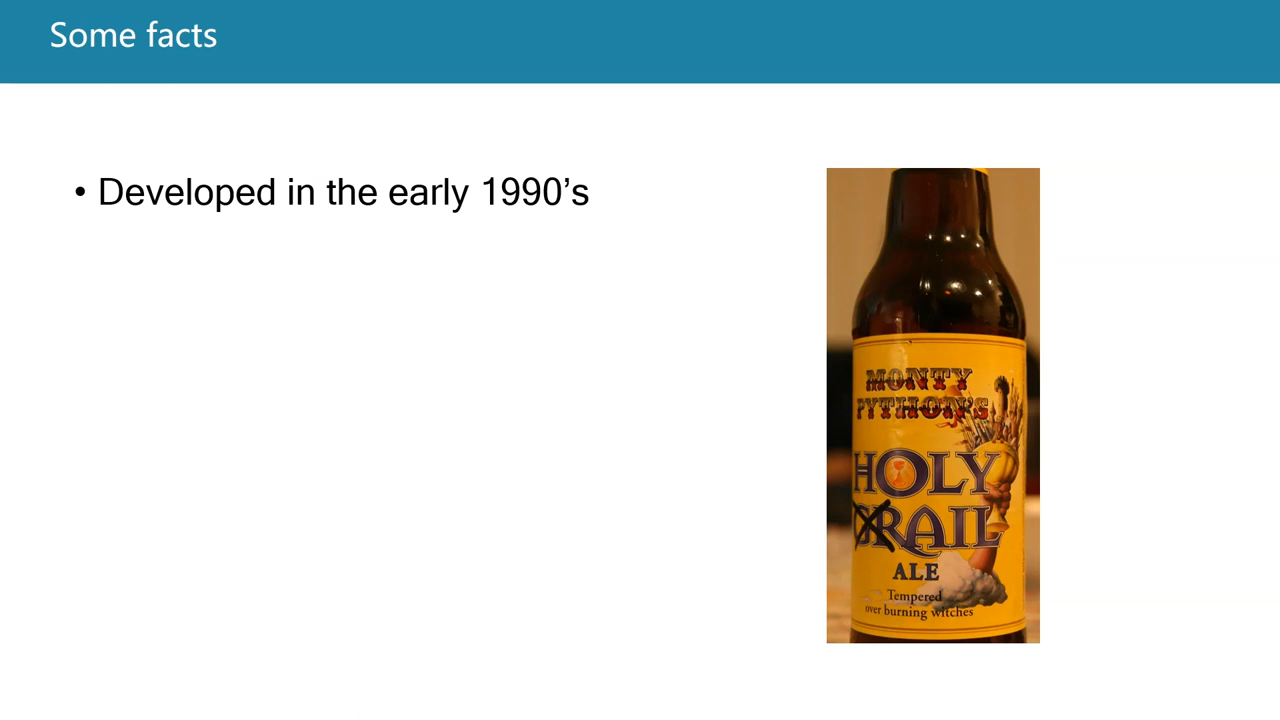 Some facts
• Developed in the early 1990’s
MONTY
PYTHON'S
HOLY
GRAIL
ALE
Tempered
over burning witches